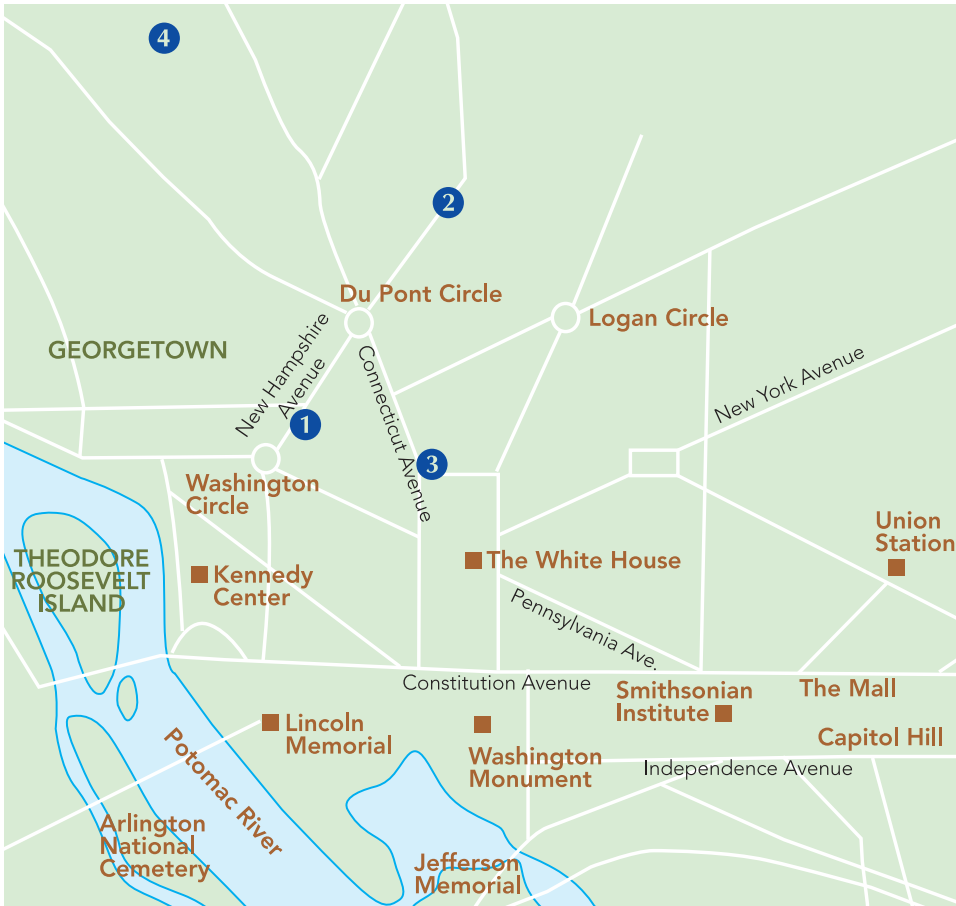 4
2
Du Pont Circle
Logan Circle
GEORGETOWN
New Hampshire
Avenue
Connecticut Avenue
New York Avenue
1
3
Washington
Circle
Union
Station
THEODORE
ROOSEVELT
ISLAND
Kennedy
Center
The White House
Pennsylvania Ave.
Constitution Avenue
Smithsonian
Institute
The Mall
Lincoln
Memorial
Washington
Monument
Capitol Hill
Independence Avenue
Potomac River
Arlington
National
Cemetery
Jefferson
Memorial